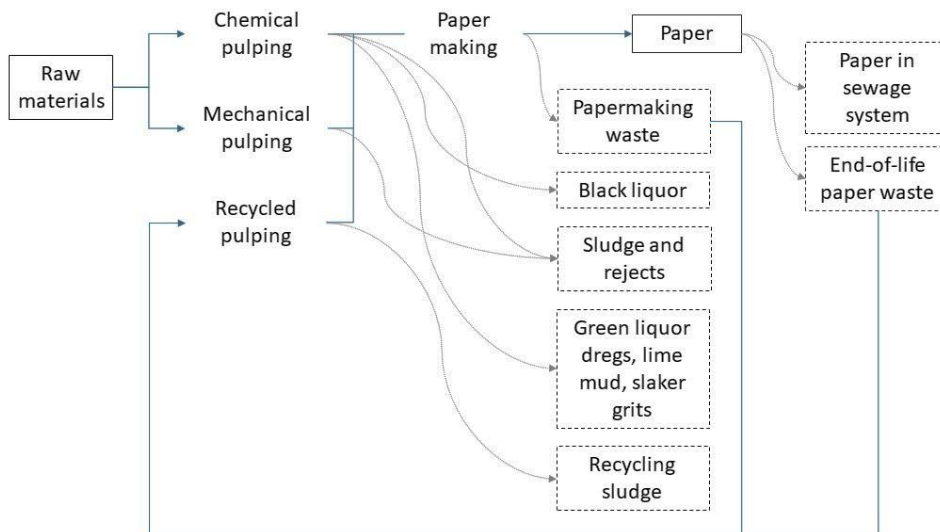 Raw
materials
Chemical
pulping
Mechanical
pulping
Recycled
pulping
Paper
making
Paper
Papermaking
waste
Black liquor
Sludge and
rejects
Green liquor
dregs, lime
mud, slaker
grits
Recycling
sludge
Paper in
sewage
system
End-of-life
paper waste